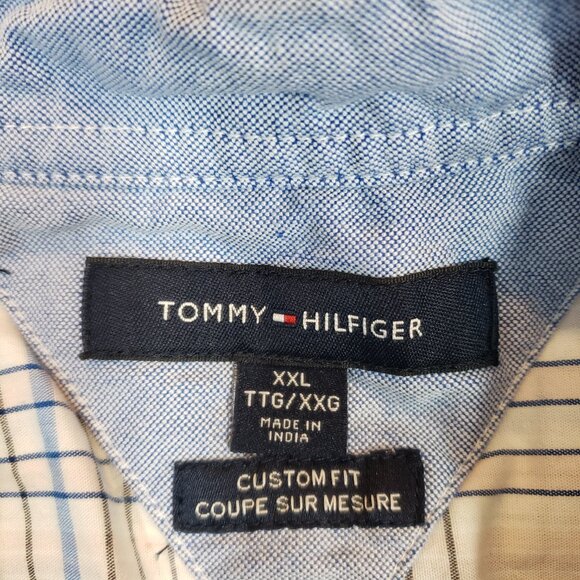 TOMMY HILFIGER
XXL
TTG/XXG
MADE IN
INDIA
CUSTOM FIT
COUPE SUR MESURE